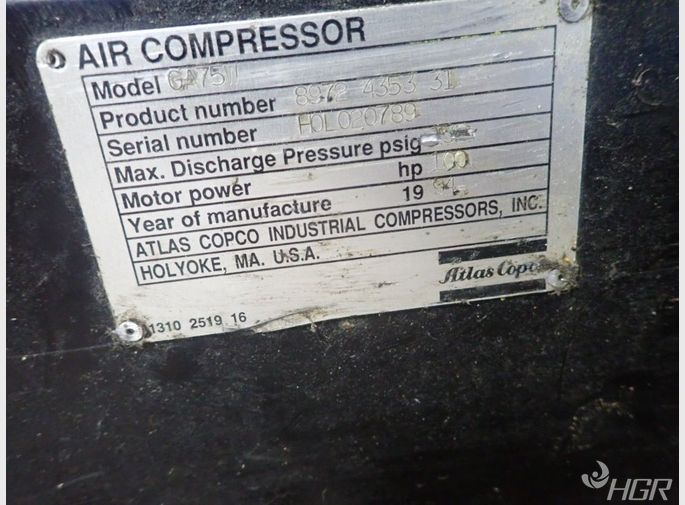 AIR COMPRESSOR
Model
Product number 8972 4353 31
Serial number HOL020789
Max. Discharge Pressure psig
Motor power hp 100
Year of manufacture 19
ATLAS COPCO INDUSTRIAL COMPRESSORS, INC.
HOLYOKE, MA. U.S.A.
Atlas Copco
1310 2519 16
HGR